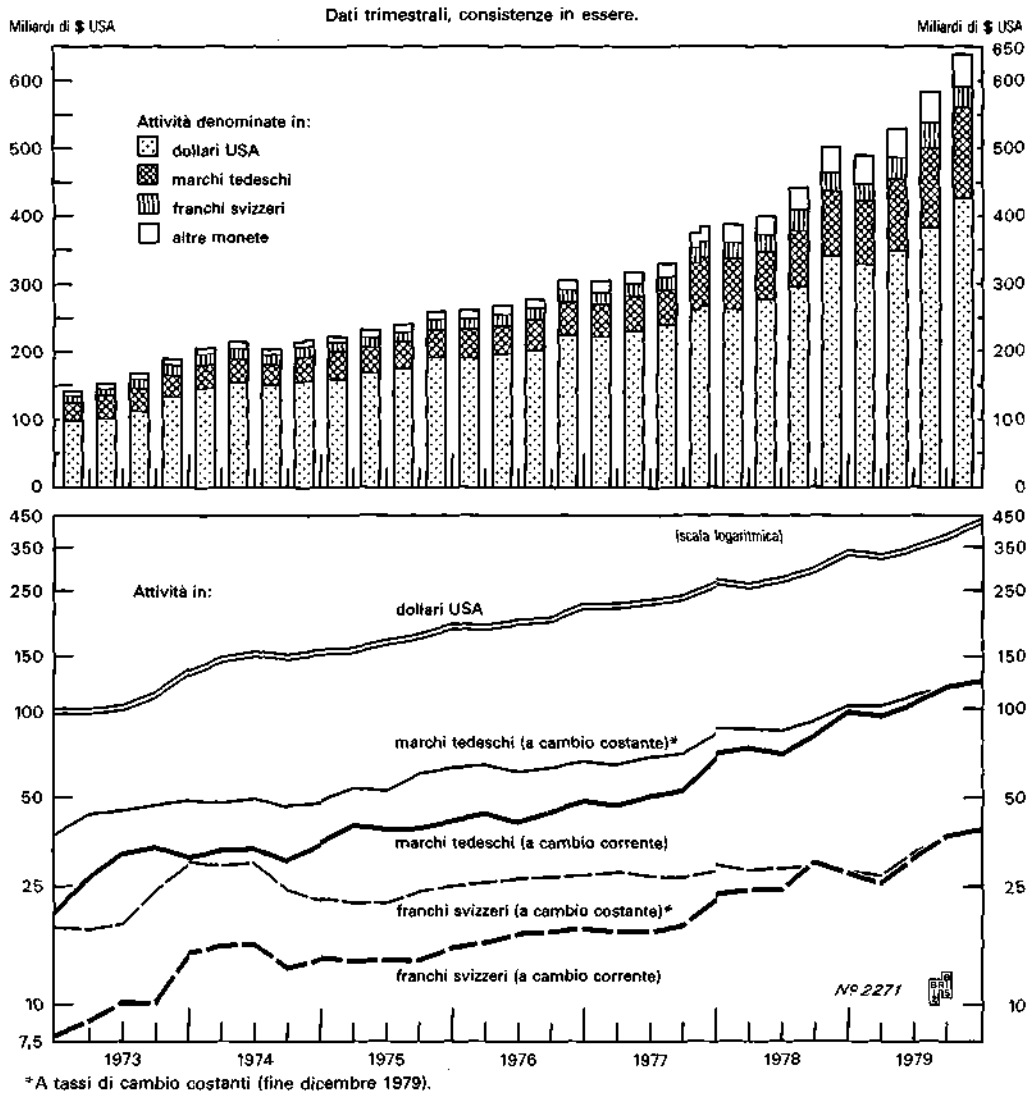 Dati trimestrali, consistenze in essere.
Miliardi di $ USA
Miliardi di $ USA
650
600
600
500
500
400
400
300
300
200
200
100
100
0
0
Attività denominate in:
dollari USA
marchi tedeschi
franchi svizzeri
altre monete
450
450
(scala logaritmica)
350
350
250
250
Attività in:
dollari USA
150
150
100
100
marchi tedeschi (a cambio costante)*
50
50
marchi tedeschi (a cambio corrente)
25
25
franchi svizzeri (a cambio costante)*
franchi svizzeri (a cambio corrente)
Nº 2271
BRI
10
10
7,5
1973 1974 1975 1976 1977 1978 1979
*A tassi di cambio costanti (fine dicembre 1979).